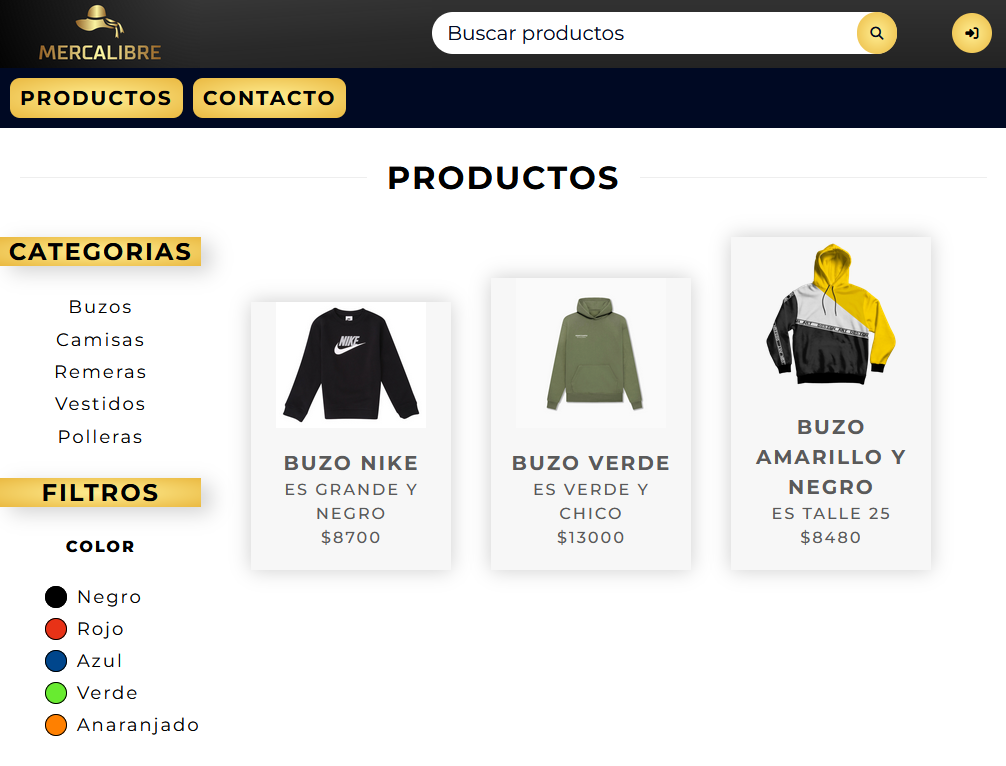 MERCALIBRE
Buscar productos
PRODUCTOS CONTACTO
PRODUCTOS
CATEGORIAS
Buzos
Camisas
Remeras
Vestidos
Polleras
FILTROS
COLOR
Negro
Rojo
Azul
Verde
Anaranjado
NIKE
BUZO NIKE
ES GRANDE Y
NEGRO
$8700
BUZO VERDE
ES VERDE Y
CHICO
$13000
BUZO
AMARILLO Y
NEGRO
ES TALLE 25
$8480